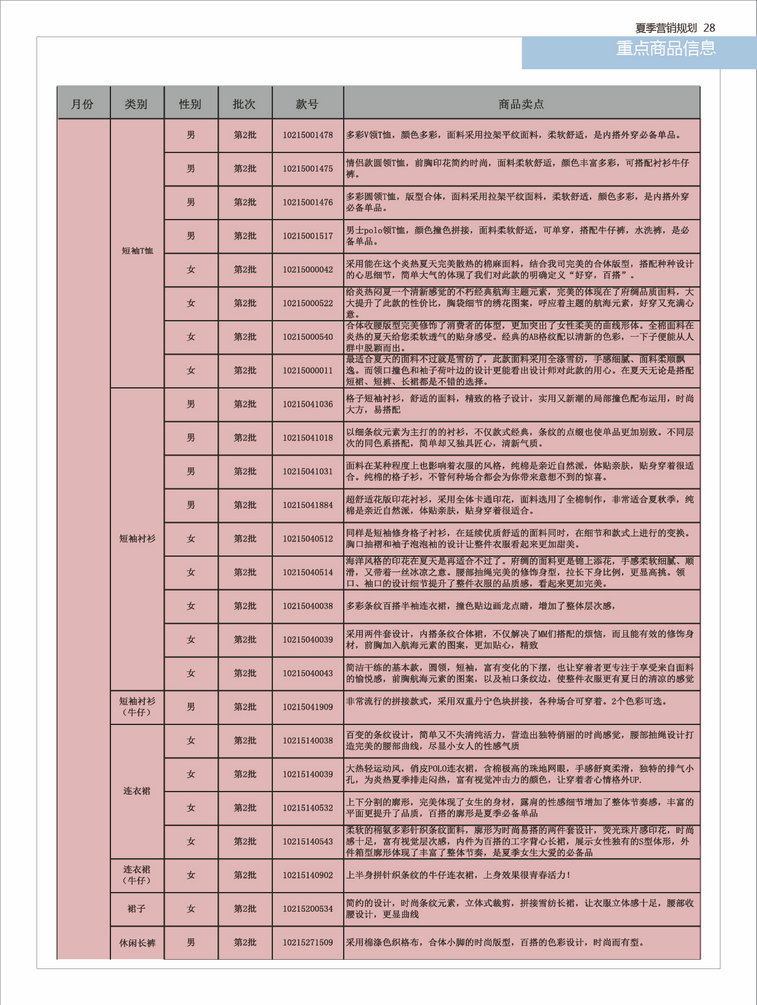 夏季营销规划 28
重点商品信息
月份 类别 性别 批次 款号 商品卖点
短袖T恤
男 第2批 10215001478 多彩V领T恤，颜色多彩，面料采用拉架平纹面料，柔软舒适，是内搭外穿必备单品。
男 第2批 10215001475 情侣款圆领T恤，前胸印花简约时尚，面料柔软舒适，颜色丰富多彩，可搭配衬衫牛仔
裤。
男 第2批 10215001476 多彩圆领T恤，版型合体，面料采用拉架平纹面料，柔软舒适，颜色多彩，是内搭外穿
必备单品。
男 第2批 10215001517 男士polo领T恤，颜色撞色拼接，面料柔软舒适，可单穿，搭配牛仔裤，水洗裤，是必
备单品。
女 第2批 10215000042 采用能在这个炎热夏天完美散热的棉麻面料，结合我司完美的合体版型，搭配种种设计
的心思细节，简单大气的体现了我们对此款的明确定义“好穿，百搭”。
女 第2批 10215000522 给炎热闷夏一个清新感觉的不朽经典航海主题元素，完美的体现在了府绸品质面料，大
大提升了此款的性价比，胸袋细节的绣花图案，呼应着主题的航海元素，好穿又充满心
意。
女 第2批 10215000540 合体收腰版型完美修饰了消费者的体型，更加突出了女性柔美的曲线形体。全棉面料在
炎热的夏天给您柔软透气的贴身感受。经典的AB格纹配以清新的色彩，一下子便能从人
群中脱颖而出。
女 第2批 10215000011 最适合夏天的面料不过就是雪纺了，此款面料采用全涤雪纺，手感细腻、面料柔顺飘
逸。而领口撞色和袖子荷叶边的设计更能看出设计师对此款的用心。在夏天无论是搭配
短裙、短裤、长裙都是不错的选择。
短袖衬衫
男 第2批 10215041036 格子短袖衬衫，舒适的面料，精致的格子设计，实用又新潮的局部撞色配布运用，时尚
大方，易搭配
男 第2批 10215041018 以细条纹元素为主打的的衬衫，不仅款式经典，条纹的点缀也使单品更加别致。不同层
次的同色系搭配，简单却又独具匠心，清新气质。
男 第2批 10215041031 面料在某种程度上也影响着衣服的风格，纯棉是亲近自然派，体贴亲肤，贴身穿着很适
合。纯棉的格子衫，不管何种场合都会为你带来意想不到的惊喜。
男 第2批 10215041884 超舒适花版印花衬衫，采用全体卡通印花，面料选用了全棉制作，非常适合夏秋季，纯
棉是亲近自然派，体贴亲肤，贴身穿着很适合。
女 第2批 10215040512 同样是短袖修身格子衬衫，在延续优质舒适的面料同时，在细节和款式上进行的变换。
胸口抽褶和袖子泡泡袖的设计让整件衣服看起来更加甜美。
女 第2批 10215040514 海洋风格的印花在夏天是再适合不过了。府绸的面料更是锦上添花，手感柔软细腻、顺
滑，又带着一丝冰凉之意。腰部抽绳完美的修饰身型，拉长下身比例，更显高挑。领
口、袖口的设计细节提升了整件衣服的品质感，看起来更加完美。
女 第2批 10215040038 多彩条纹百搭半袖连衣裙，撞色贴边画龙点睛，增加了整体层次感，
女 第2批 10215040039 采用两件套设计，内搭条纹合体裙，不仅解决了MM们搭配的烦恼，而且能有效的修饰身
材，前胸加入航海元素的图案，更加贴心，精致
女 第2批 10215040043 简洁干练的基本款，圆领，短袖，富有变化的下摆，也让穿着者更专注于享受来自面料
的愉悦感，前胸航海元素的图案，以及袖口条纹边，使整件衣服更有夏日的清凉的感觉
短袖衬衫
（牛仔）
男 第2批 10215041909 非常流行的拼接款式，采用双重丹宁色块拼接，各种场合可穿着。2个色彩可选。
连衣裙
女 第2批 10215140038 百变的条纹设计，简单又不失清纯活力，营造出独特俏丽的时尚感觉，腰部抽绳设计打
造完美的腰部曲线，尽显小女人的性感气质
女 第2批 10215140039 大热轻运动风，俏皮POLO连衣裙，含棉极高的珠地网眼，手感舒爽柔滑，独特的排气小
孔，为炎热夏季排走闷热，富有视觉冲击力的颜色，让穿着者心情格外UP.
女 第2批 10215140532 上下分割的廓形，完美体现了女生的身材，露肩的性感细节增加了整体节奏感，丰富的
平面更提升了品质，百搭的廓形是夏季必备单品
女 第2批 10215140543 柔软的棉氨多彩针织条纹面料，廓形为时尚易搭的两件套设计，荧光珠片感印花，时尚
感十足，富有视觉层次感，内件为百搭的工字背心长裙，展示女性独有的S型体形，外
件箱型廓形体现了丰富了整体节奏，是夏季女生大爱的必备品
连衣裙
（牛仔）
女 第2批 10215140902 上半身拼针织条纹的牛仔连衣裙，上身效果很青春活力！
裙子 女 第2批 10215200534 简约的设计，时尚条纹元素，立体式裁剪，拼接雪纺长裙，让衣服立体感十足，腰部收
腰设计，更显曲线
休闲长裤 男 第2批 10215271509 采用棉涤色织格布，合体小脚的时尚版型，百搭的色彩设计，时尚而有型。